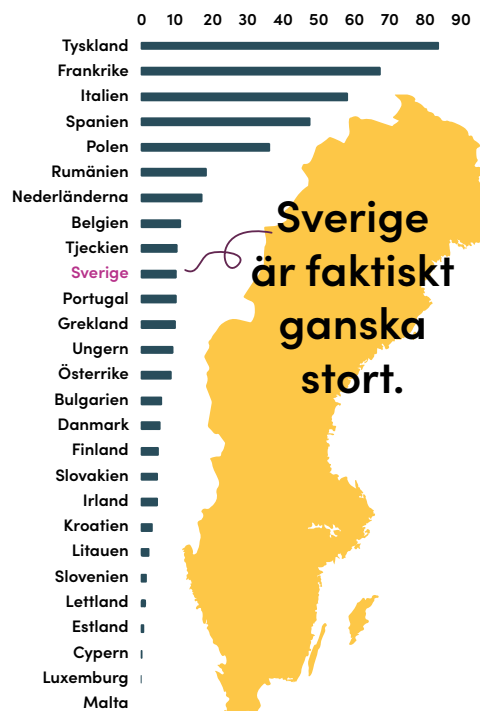 0 10 20 30 40 50 60 70 80 90
Tyskland
Frankrike
Italien
Spanien
Polen
Rumänien
Nederländerna
Belgien
Tjeckien
Sverige
Portugal
Grekland
Ungern
Österrike
Bulgarien
Danmark
Finland
Slovakien
Irland
Kroatien
Litauen
Slovenien
Lettland
Estland
Cypern
Luxemburg
Malta
Sverige
är faktiskt
ganska
stort.